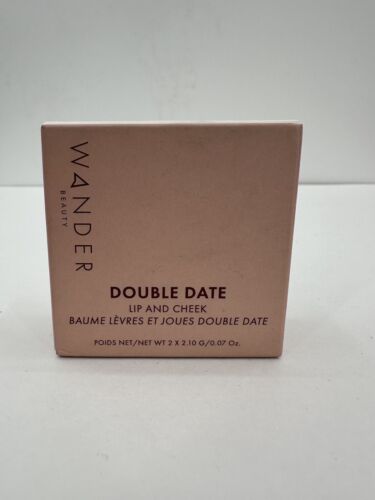 WANDER
BEAUTY
DOUBLE DATE
LIP AND CHEEK
BAUME LÈVRES ET JOUES DOUBLE DATE
POIDS NET/NET WT 2 X 2.10 G/0.07 Oz.